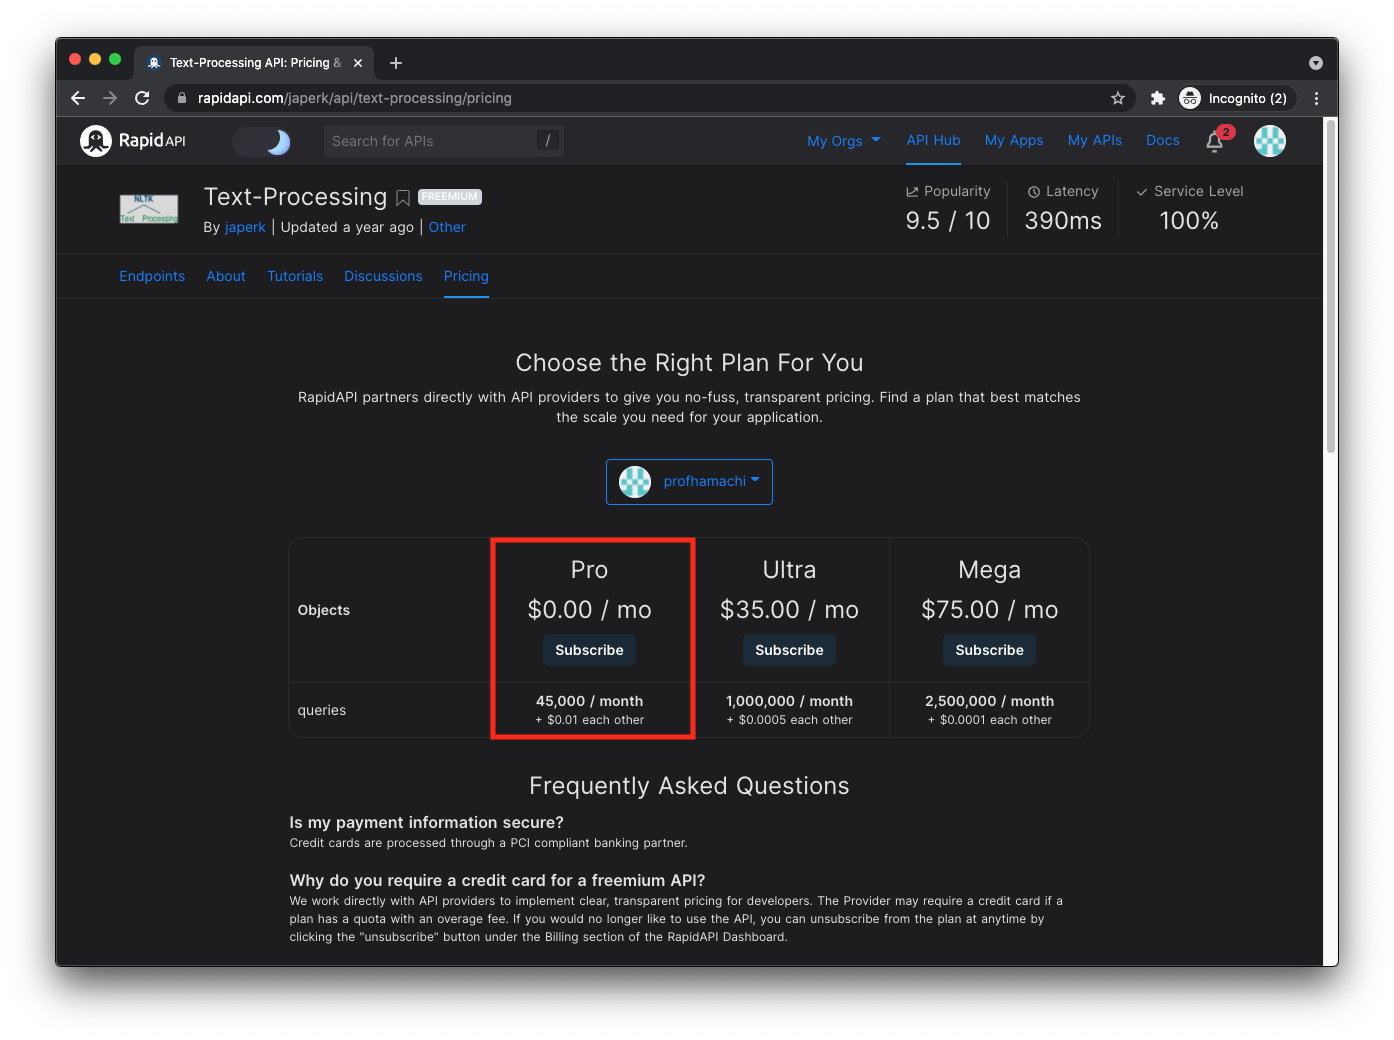 Text-Processing API: Pricing &
rapidapi.com/japerk/api/text-processing/pricing
Incognito (2)
Rapid API
Search for APIs
/
My Orgs
API Hub
My Apps
My APIs
Docs
2
NLTK
Text Processing
Text-Processing
FREEMIUM
By japerk | Updated a year ago | Other
Popularity
9.5 / 10
Latency
390ms
Service Level
100%
Endpoints
About
Tutorials
Discussions
Pricing
Choose the Right Plan For You
RapidAPI partners directly with API providers to give you no-fuss, transparent pricing. Find a plan that best matches
the scale you need for your application.
profhamachi
Objects
Pro
$0.00 / mo
Subscribe
Ultra
$35.00 / mo
Subscribe
Mega
$75.00 / mo
Subscribe
queries
45,000 / month
+ $0.01 each other
1,000,000 / month
+ $0.0005 each other
2,500,000 / month
+ $0.0001 each other
Frequently Asked Questions
Is my payment information secure?
Credit cards are processed through a PCI compliant banking partner.
Why do you require a credit card for a freemium API?
We work directly with API providers to implement clear, transparent pricing for developers. The Provider may require a credit card if a
plan has a quota with an overage fee. If you would no longer like to use the API, you can unsubscribe from the plan at anytime by
clicking the "unsubscribe" button under the Billing section of the RapidAPI Dashboard.